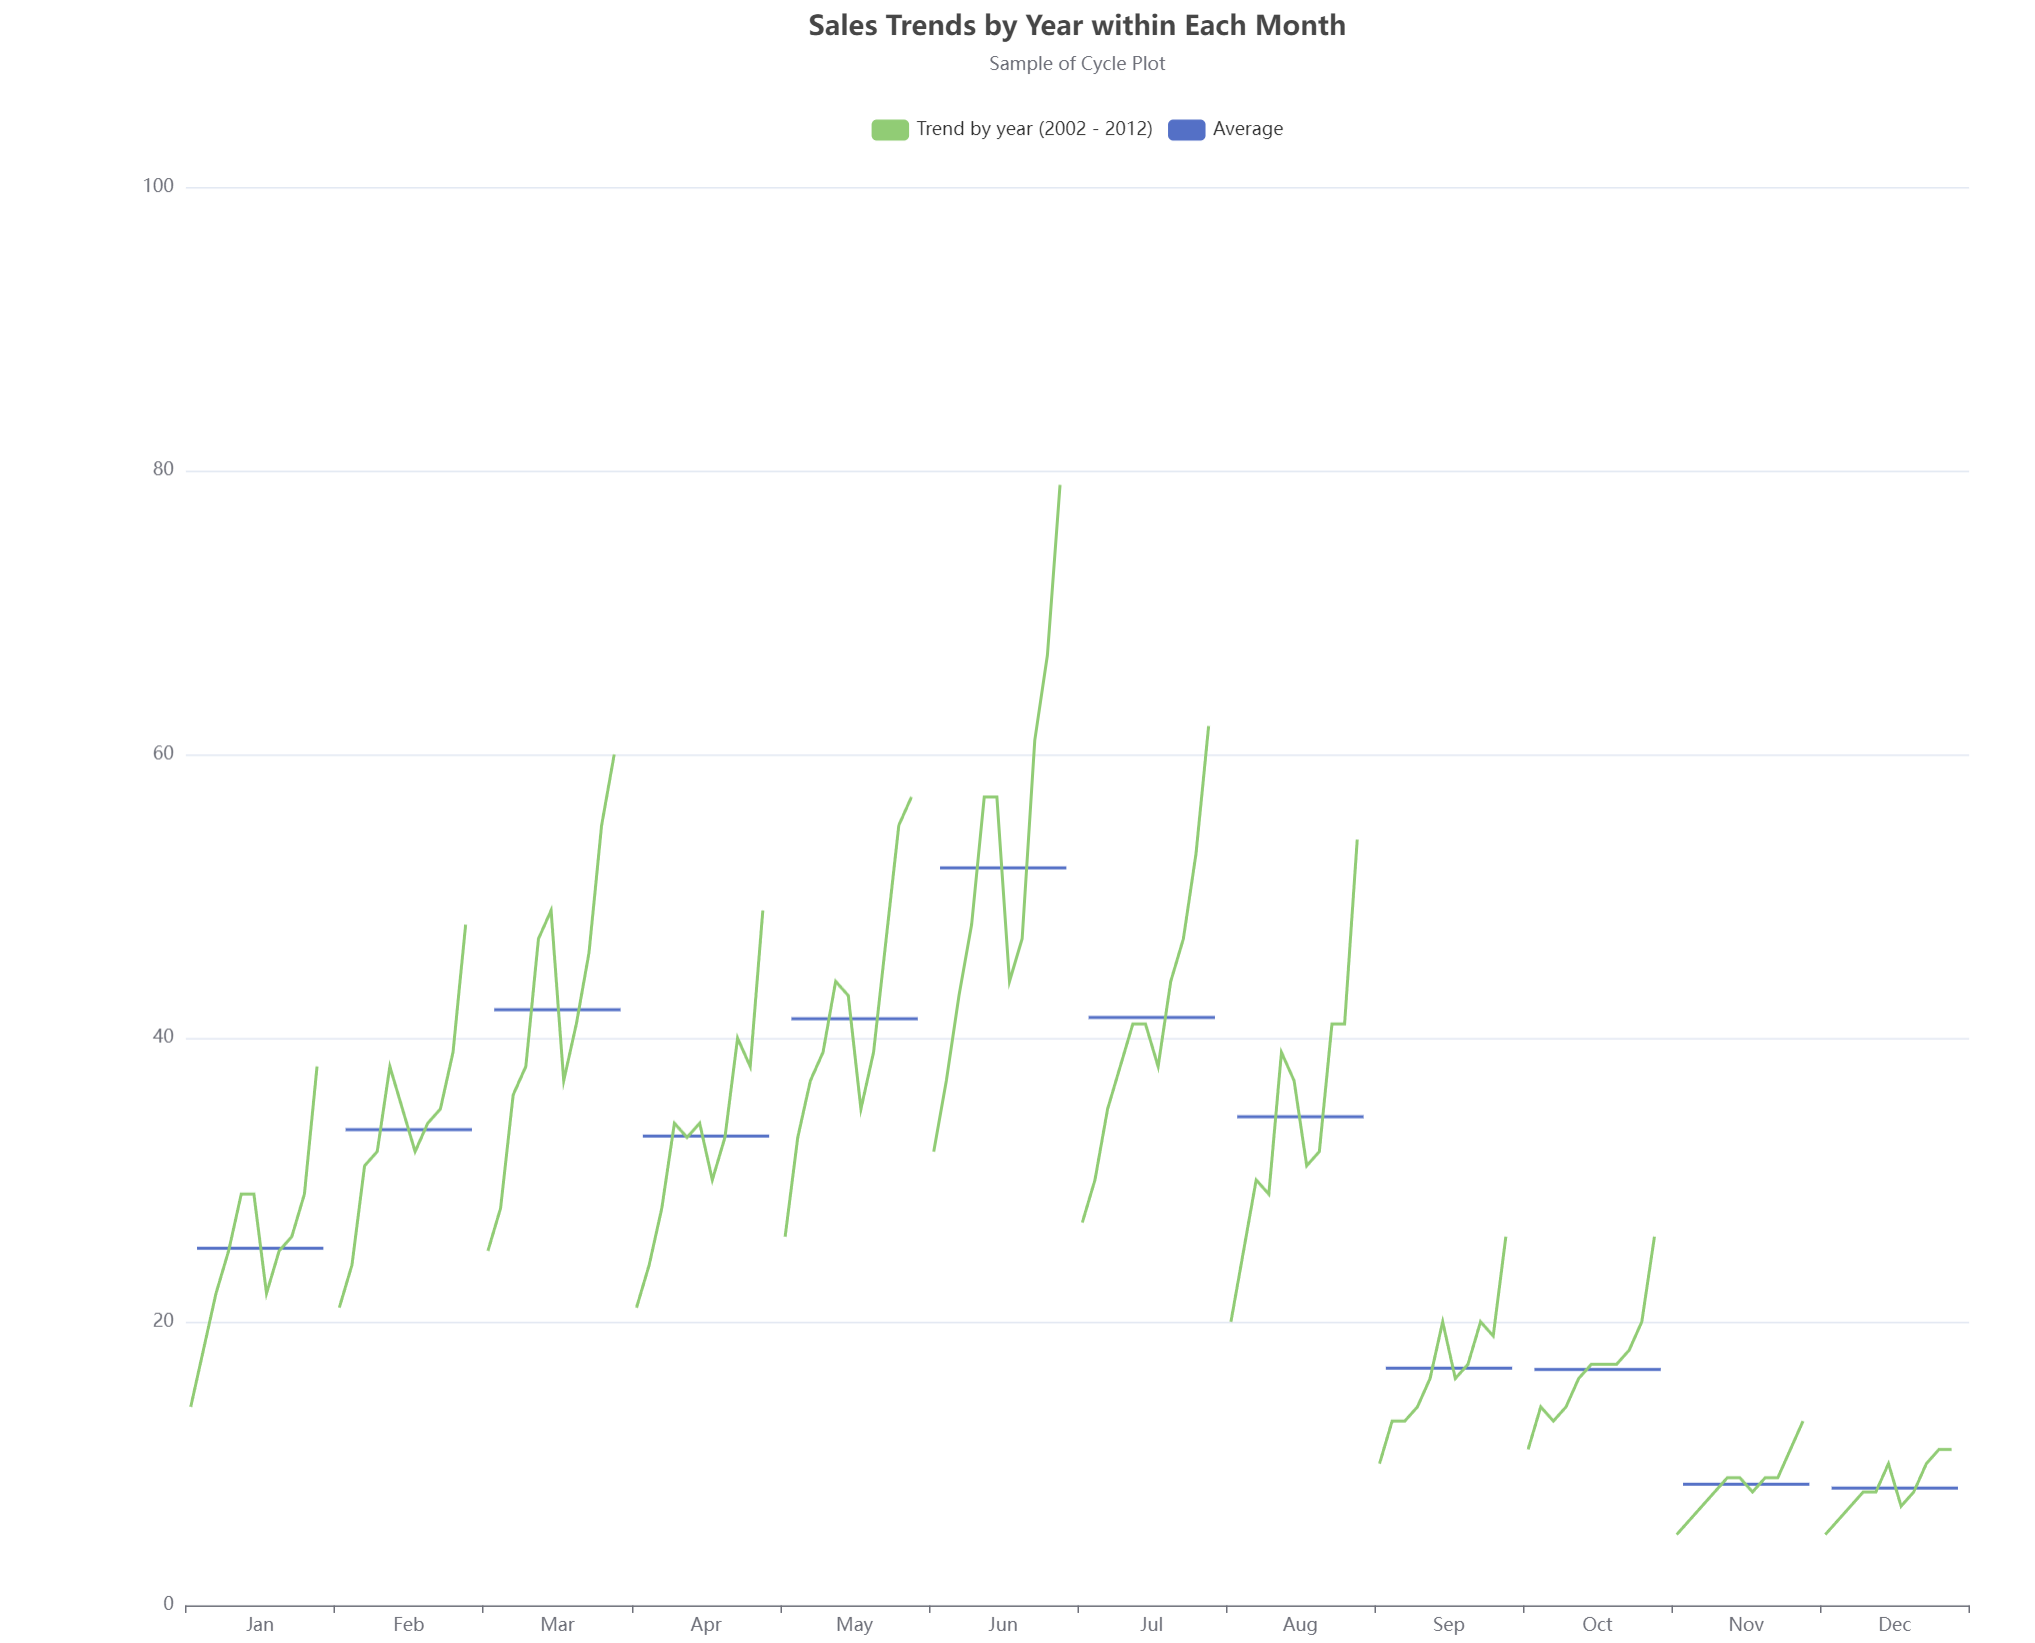 Sales Trends by Year within Each Month
Sample of Cycle Plot
Trend by year (2002 - 2012) Average
100
80
60
40
20
0
Jan Feb Mar Apr May Jun Jul Aug Sep Oct Nov Dec